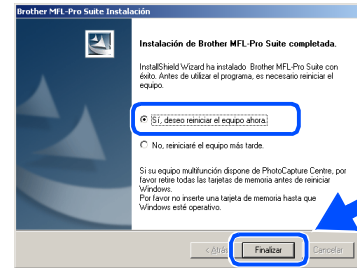 Brother MFL-Pro Suite Instalación
Instalación de Brother MFL-Pro Suite completada.
InstallShield Wizard ha instalado Brother MFL-Pro Suite con
éxito. Antes de utilizar el programa, es necesario reiniciar el
equipo.
Sí, deseo reiniciar el equipo ahora.
No, reiniciaré el equipo más tarde.
Si su equipo multifunción dispone de PhotoCapture Centre, por
favor retire todas las tarjetas de memoria antes de reiniciar
Windows.
Por favor no inserte una tarjeta de memoria hasta que
Windows esté operativo.
< Atrás
Finalizar
Cancelar